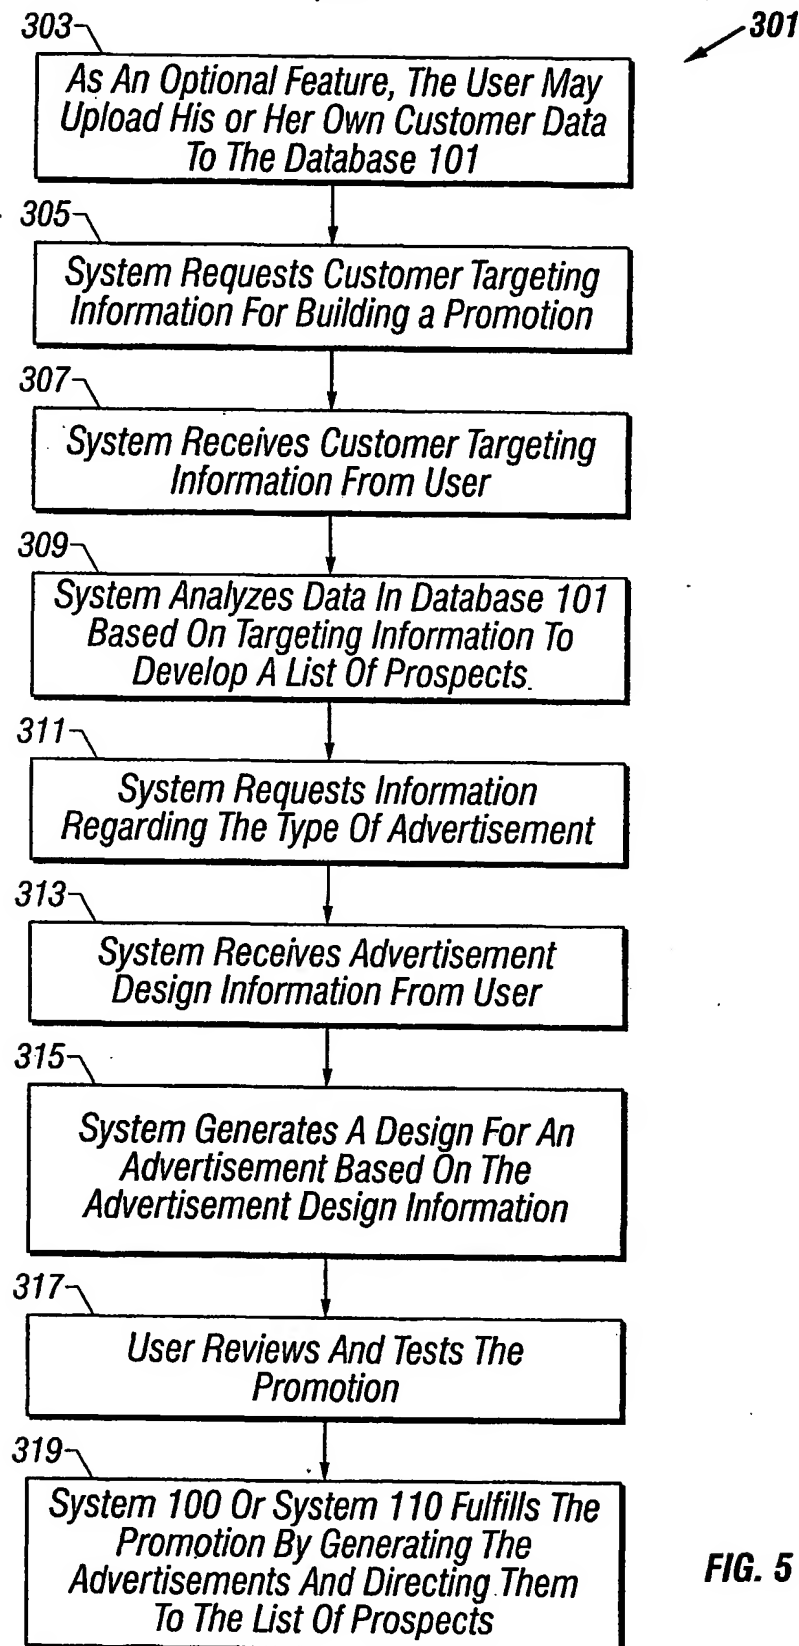 303
301
As An Optional Feature, The User May
Upload His or Her Own Customer Data
To The Database 101
305
System Requests Customer Targeting
Information For Building a Promotion
307
System Receives Customer Targeting
Information From User
309
System Analyzes Data In Database 101
Based On Targeting Information To
Develop A List Of Prospects.
311
System Requests Information
Regarding The Type Of Advertisement
313
System Receives Advertisement
Design Information From User
315
System Generates A Design For An
Advertisement Based On The
Advertisement Design Information
317
User Reviews And Tests The
Promotion
319
System 100 Or System 110 Fulfills The
Promotion By Generating The
Advertisements And Directing Them
To The List Of Prospects
FIG. 5